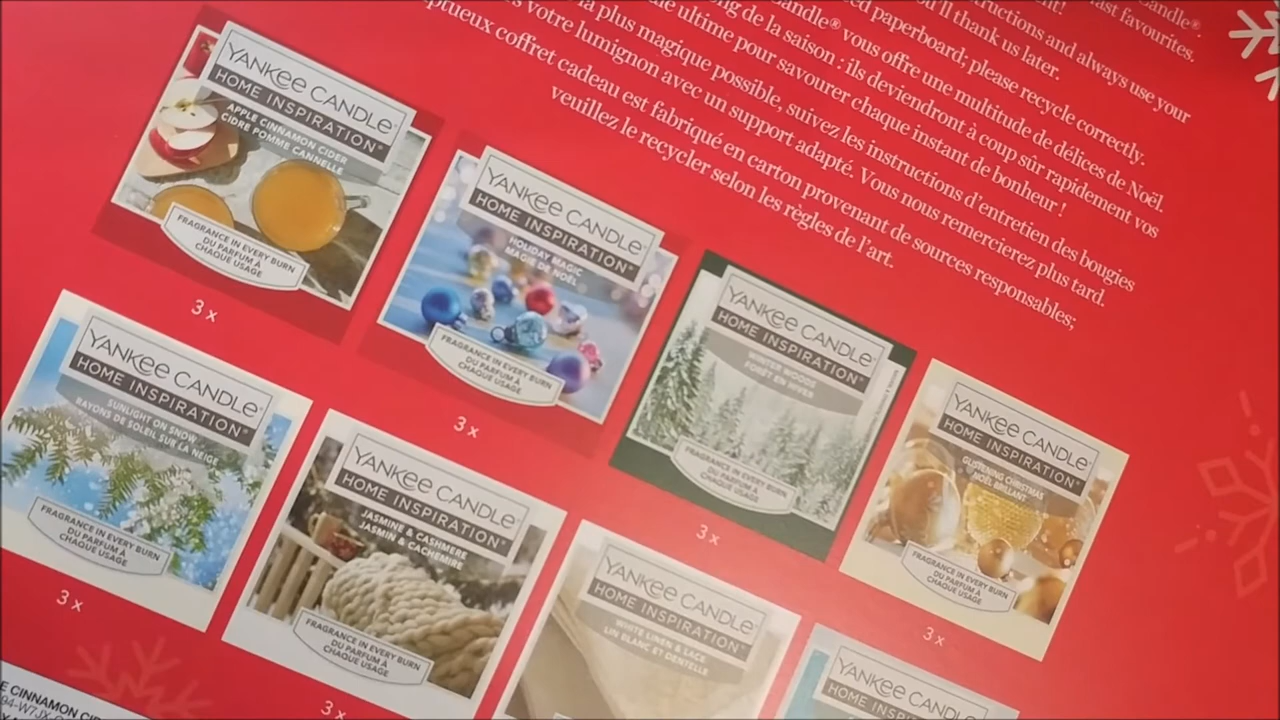 Candle®
last favourites.
structions and always use your
you'll thank us later.
paperboard; please recycle correctly.
Candle® vous offre une multitude de délices de Noël.
long de la saison : ils deviendront à coup sûr rapidement vos
ultime pour savourer chaque instant de bonheur !
la plus magique possible, suivez les instructions d'entretien des bougies
votre lumignon avec un support adapté. Vous nous remercierez plus tard.
ptueux coffret cadeau est fabriqué en carton provenant de sources responsables;
veuillez le recycler selon les règles de l'art.
YANKEE CANDLE®
HOME INSPIRATION®
APPLE CINNAMON CIDER
CIDRE POMME CANNELLE
FRAGRANCE IN EVERY BURN
DU PARFUM À
CHAQUE USAGE
3 x
YANKEE CANDLE®
HOME INSPIRATION®
HOLIDAY MAGIC
MAGIE DE NOËL
FRAGRANCE IN EVERY BURN
DU PARFUM À
CHAQUE USAGE
3 x
YANKEE CANDLE®
HOME INSPIRATION®
WINTER WOODS
FORÊT EN HIVER
FRAGRANCE IN EVERY BURN
DU PARFUM À
CHAQUE USAGE
3 x
YANKEE CANDLE®
HOME INSPIRATION®
GLISTENING CHRISTMAS
NOËL BRILLANT
FRAGRANCE IN EVERY BURN
DU PARFUM À
CHAQUE USAGE
3 x
YANKEE CANDLE®
HOME INSPIRATION®
SUNLIGHT ON SNOW
RAYONS DE SOLEIL SUR LA NEIGE
FRAGRANCE IN EVERY BURN
DU PARFUM À
CHAQUE USAGE
3 x
YANKEE CANDLE®
HOME INSPIRATION®
JASMINE & CASHMERE
JASMIN & CACHEMIRE
FRAGRANCE IN EVERY BURN
DU PARFUM À
CHAQUE USAGE
3 x
YANKEE CANDLE®
HOME INSPIRATION®
WHITE LINEN & LACE
LIN BLANC ET DENTELLE
YANKEE CANDLE®
HOME INSPIRATION®
E CINNAMON CID